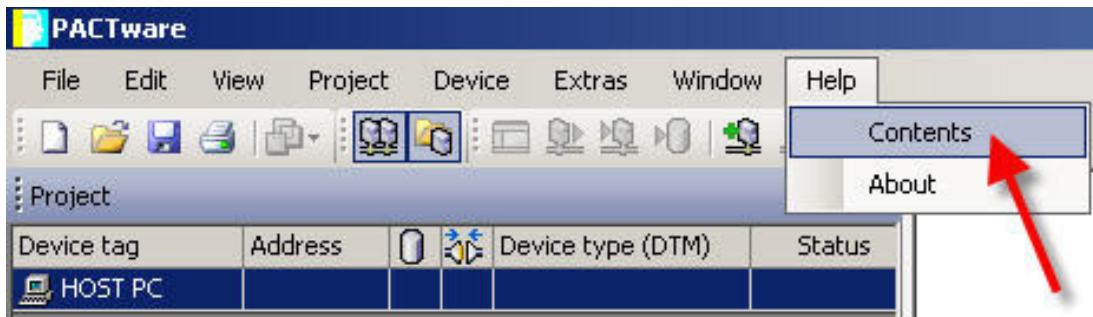 PACTware
File Edit View Project Device Extras Window Help
Contents
About
Project
Device tag Address Device type (DTM) Status
HOST PC